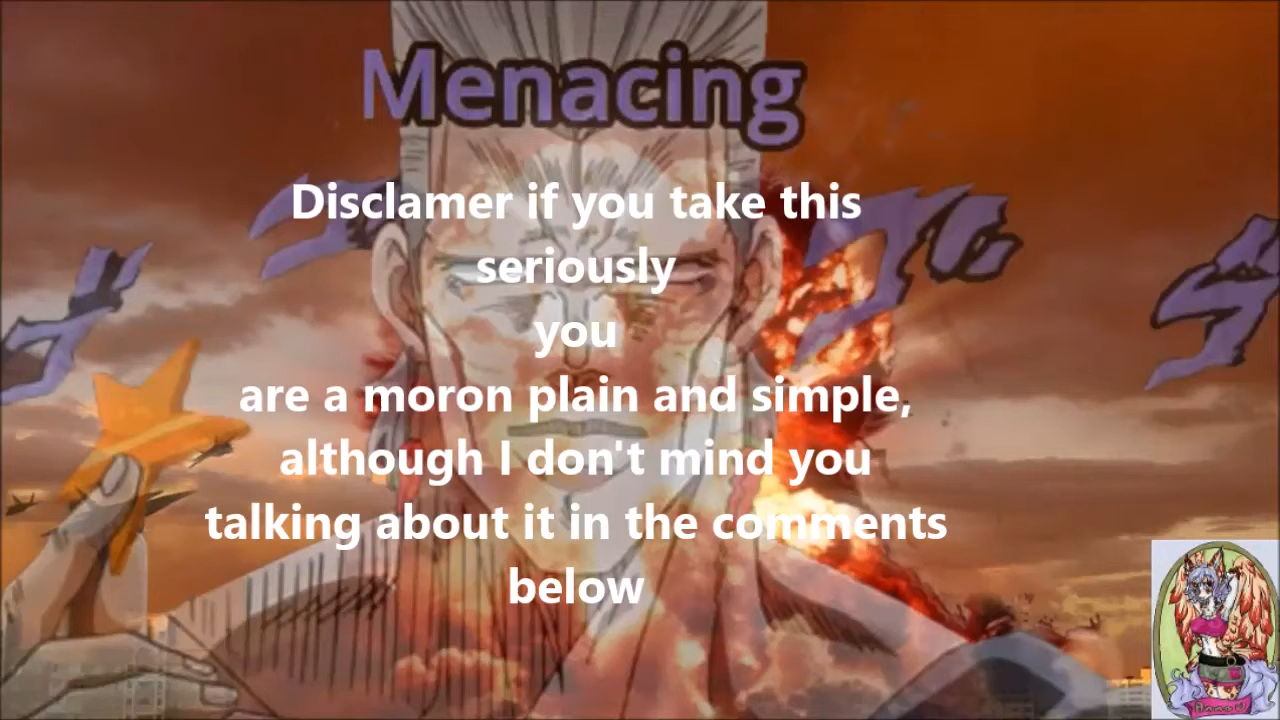 Menacing
Disclamer if you take this
seriously
you
are a moron plain and simple,
although I don't mind you
talking about it in the comments
below